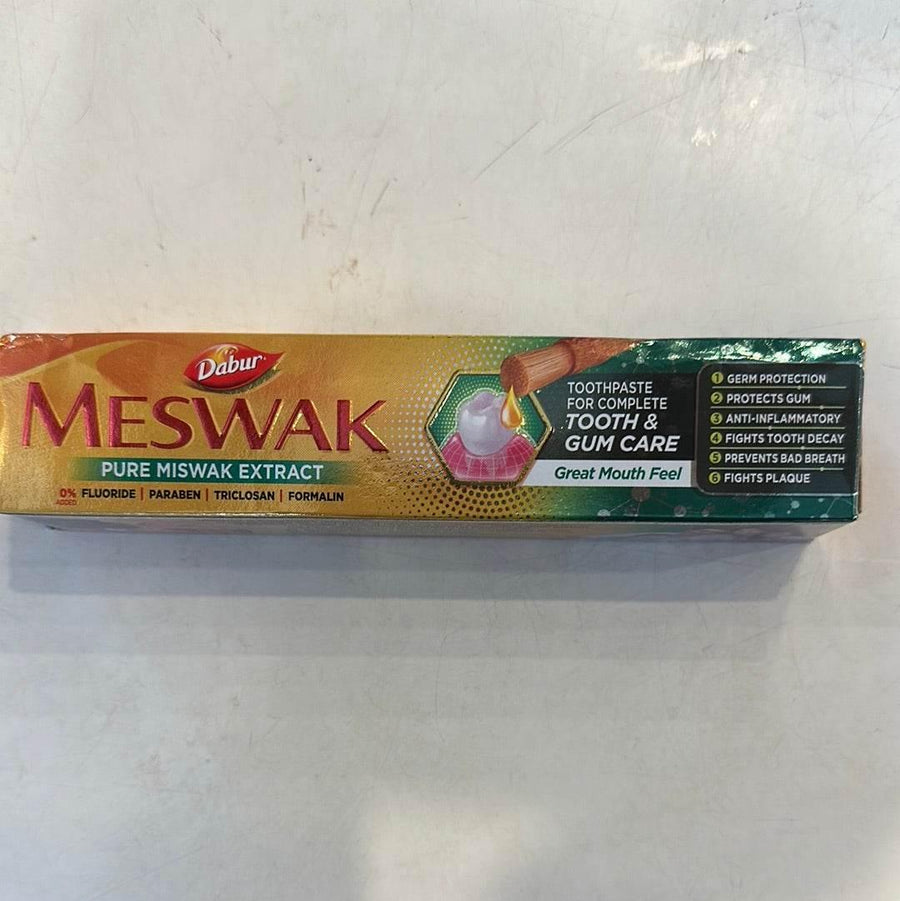 Dabur
MESWAK
PURE MISWAK EXTRACT
0% ADDED FLUORIDE | PARABEN | TRICLOSAN | FORMALIN
TOOTHPASTE
FOR COMPLETE
TOOTH &
GUM CARE
Great Mouth Feel
1 GERM PROTECTION
2 PROTECTS GUM
3 ANTI-INFLAMMATORY
4 FIGHTS TOOTH DECAY
5 PREVENTS BAD BREATH
6 FIGHTS PLAQUE